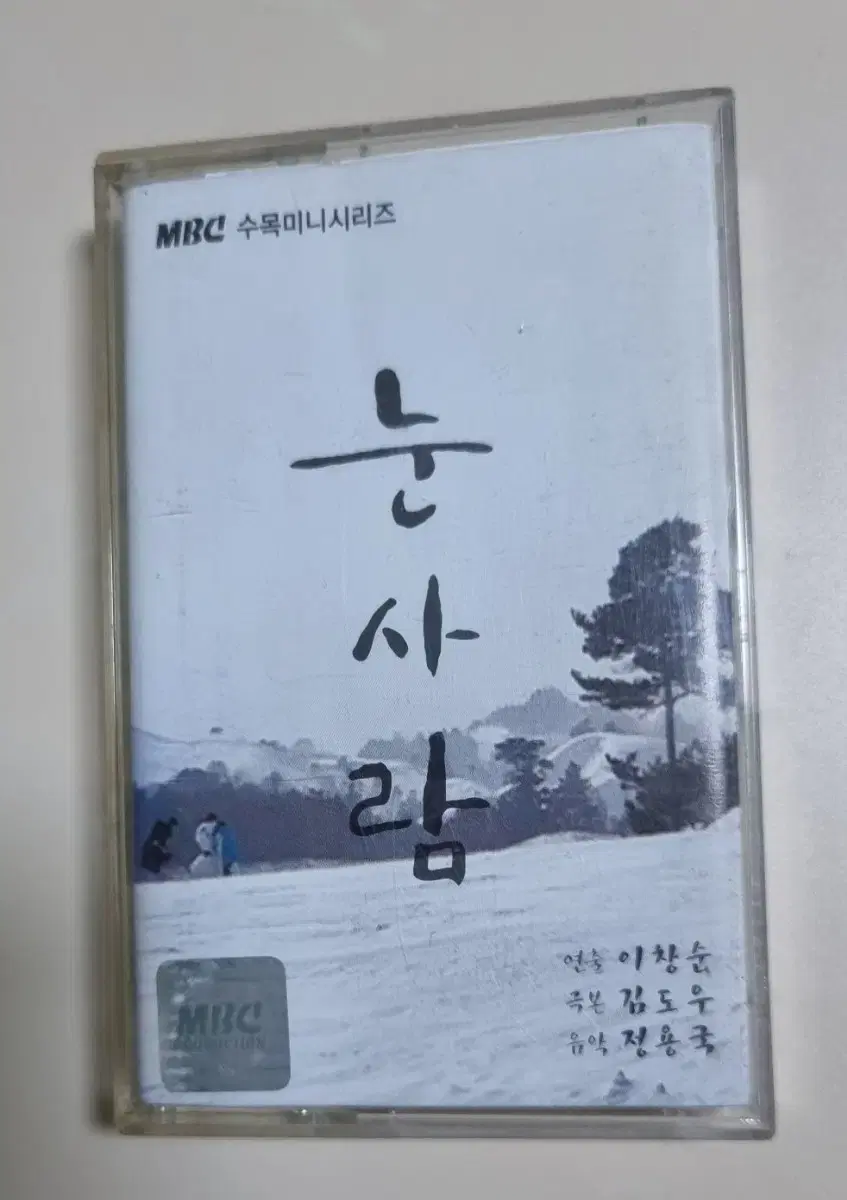 MBC 수목미니시리즈
눈
사
람
연출 이창순
극본 김도우
음악 정용국
MBC
PRODUCTION